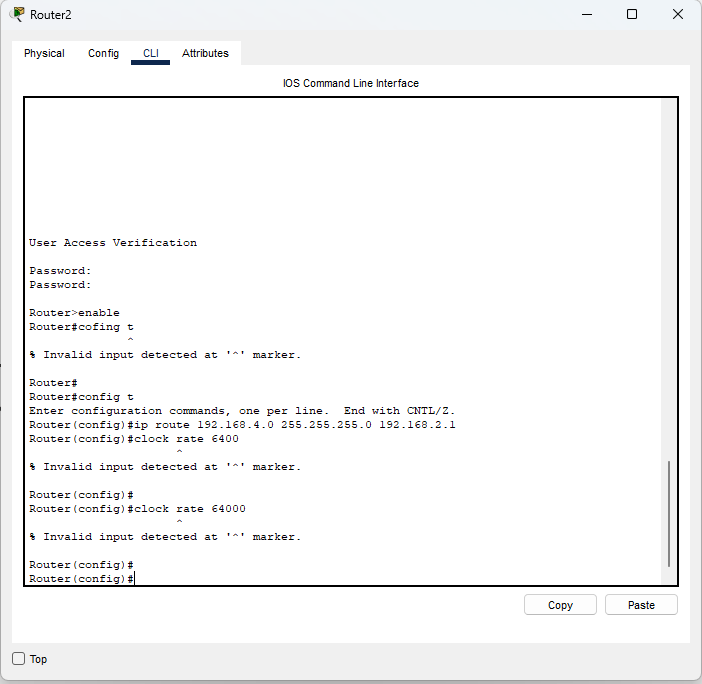 Router2
Physical Config CLI Attributes
IOS Command Line Interface
User Access Verification
Password:
Password:
Router>enable
Router#cofing t
^
% Invalid input detected at '^' marker.
Router#
Router#config t
Enter configuration commands, one per line.  End with CNTL/Z.
Router(config)#ip route 192.168.4.0 255.255.255.0 192.168.2.1
Router(config)#clock rate 6400
^
% Invalid input detected at '^' marker.
Router(config)#
Router(config)#clock rate 64000
^
% Invalid input detected at '^' marker.
Router(config)#
Router(config)#
Copy Paste
Top